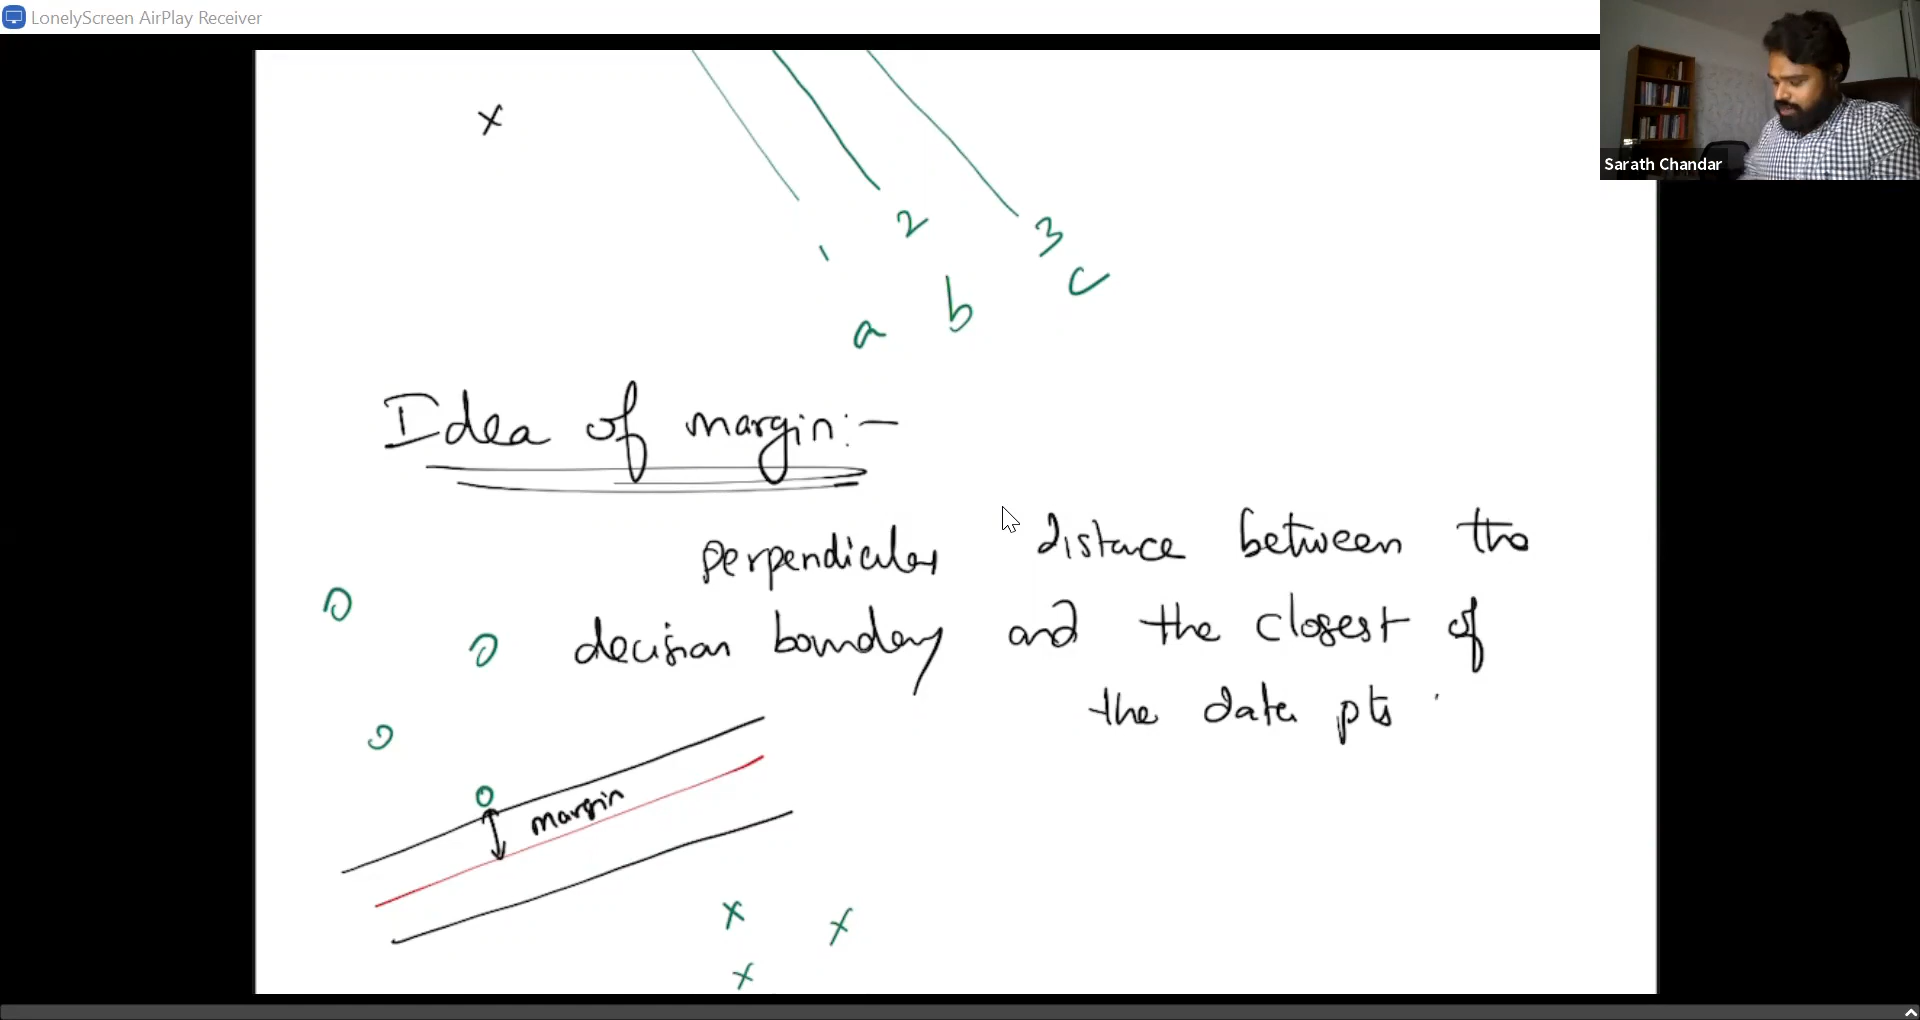 LonelyScreen AirPlay Receiver
Sarath Chandar
x
1 2 3
a b c
Idea of margin:-
perpendicular distance between the
decision boundary and the closest of
the data pts
margin
x x
x